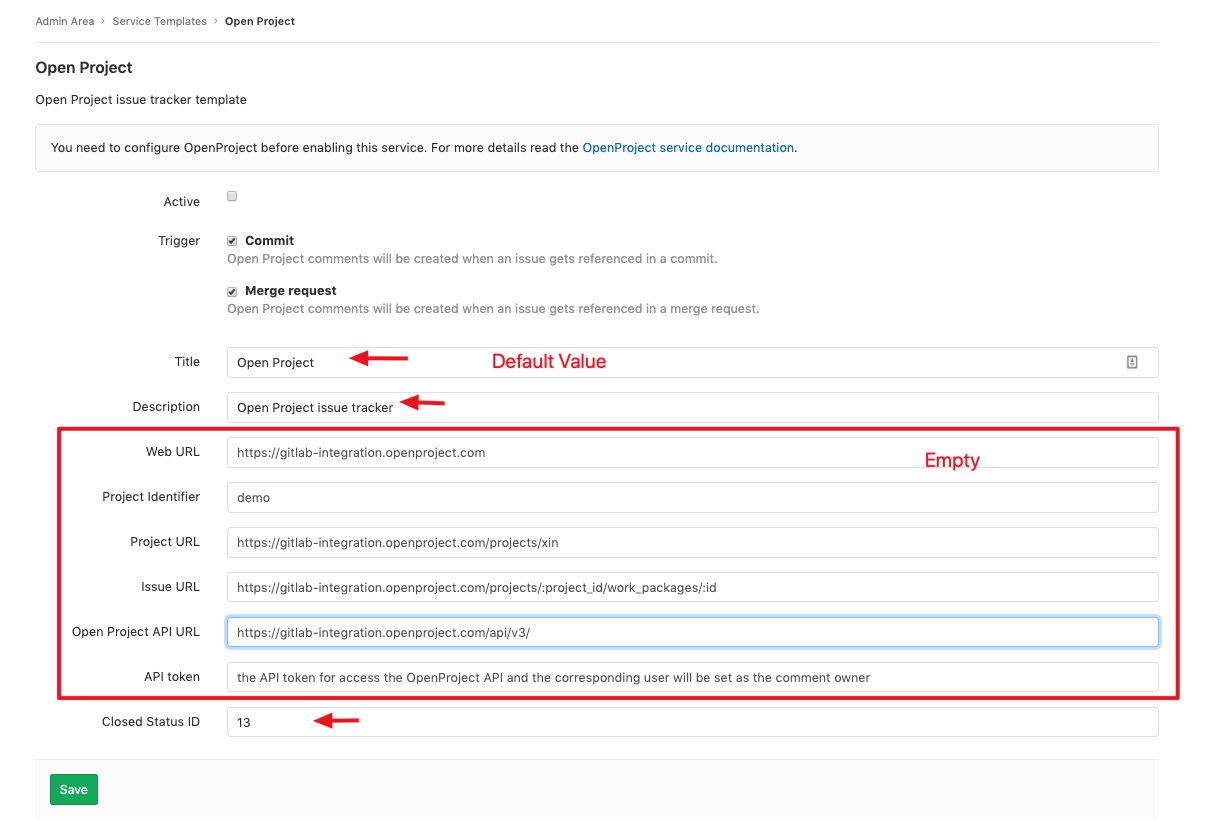 Admin Area › Service Templates › Open Project
Open Project
Open Project issue tracker template
You need to configure OpenProject before enabling this service. For more details read the OpenProject service documentation.
Active
Trigger
Commit
Open Project comments will be created when an issue gets referenced in a commit.
Merge request
Open Project comments will be created when an issue gets referenced in a merge request.
Title Open Project Default Value
Description Open Project issue tracker
Web URL https://gitlab-integration.openproject.com Empty
Project Identifier demo
Project URL https://gitlab-integration.openproject.com/projects/xin
Issue URL https://gitlab-integration.openproject.com/projects/:project_id/work_packages/:id
Open Project API URL https://gitlab-integration.openproject.com/api/v3/
API token the API token for access the OpenProject API and the corresponding user will be set as the comment owner
Closed Status ID 13
Save